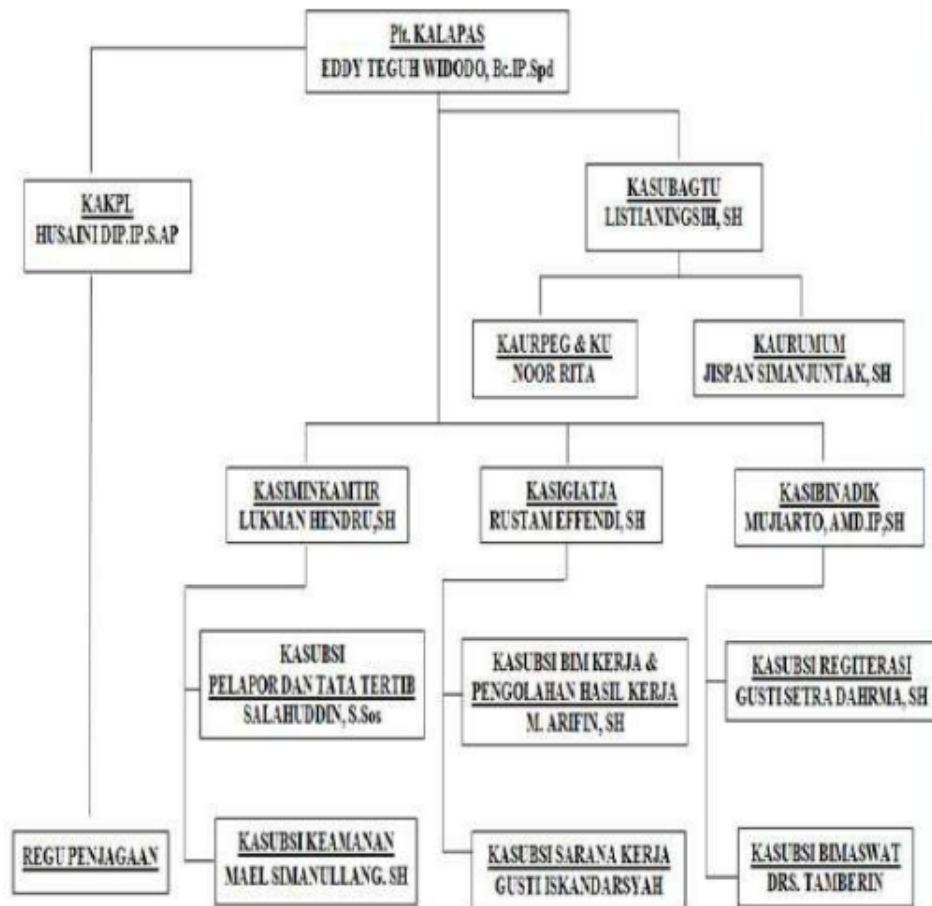 Plt. KALAPAS
EDDY TEGUH WIDODO, Bc.IP.Spd
KAKPL
HUSAINI DIP.IP.S.AP
KASUBAGTU
LISTIANINGSIH, SH
KAURPEG & KU
NOOR RITA
KAURUMUM
JISPAN SIMANJUNTAK, SH
KASIMINKAMTIR
LUKMAN HENDRU,SH
KASIGIATJA
RUSTAM EFFENDI, SH
KASIBINADIK
MUJIARTO, AMD.IP,SH
KASUBSI
PELAPOR DAN TATA TERTIB
SALAHUDDIN, S.Sos
KASUBSI BIM KERJA &
PENGOLAHAN HASIL KERJA
M. ARIFIN, SH
KASUBSI REGITERASI
GUSTI SETRA DAHRMA, SH
REGU PENJAGAAN
KASUBSI KEAMANAN
MAEL SIMANULLANG. SH
KASUBSI SARANA KERJA
GUSTI ISKANDARSYAH
KASUBSI BIMASWAT
DRS. TAMBERIN